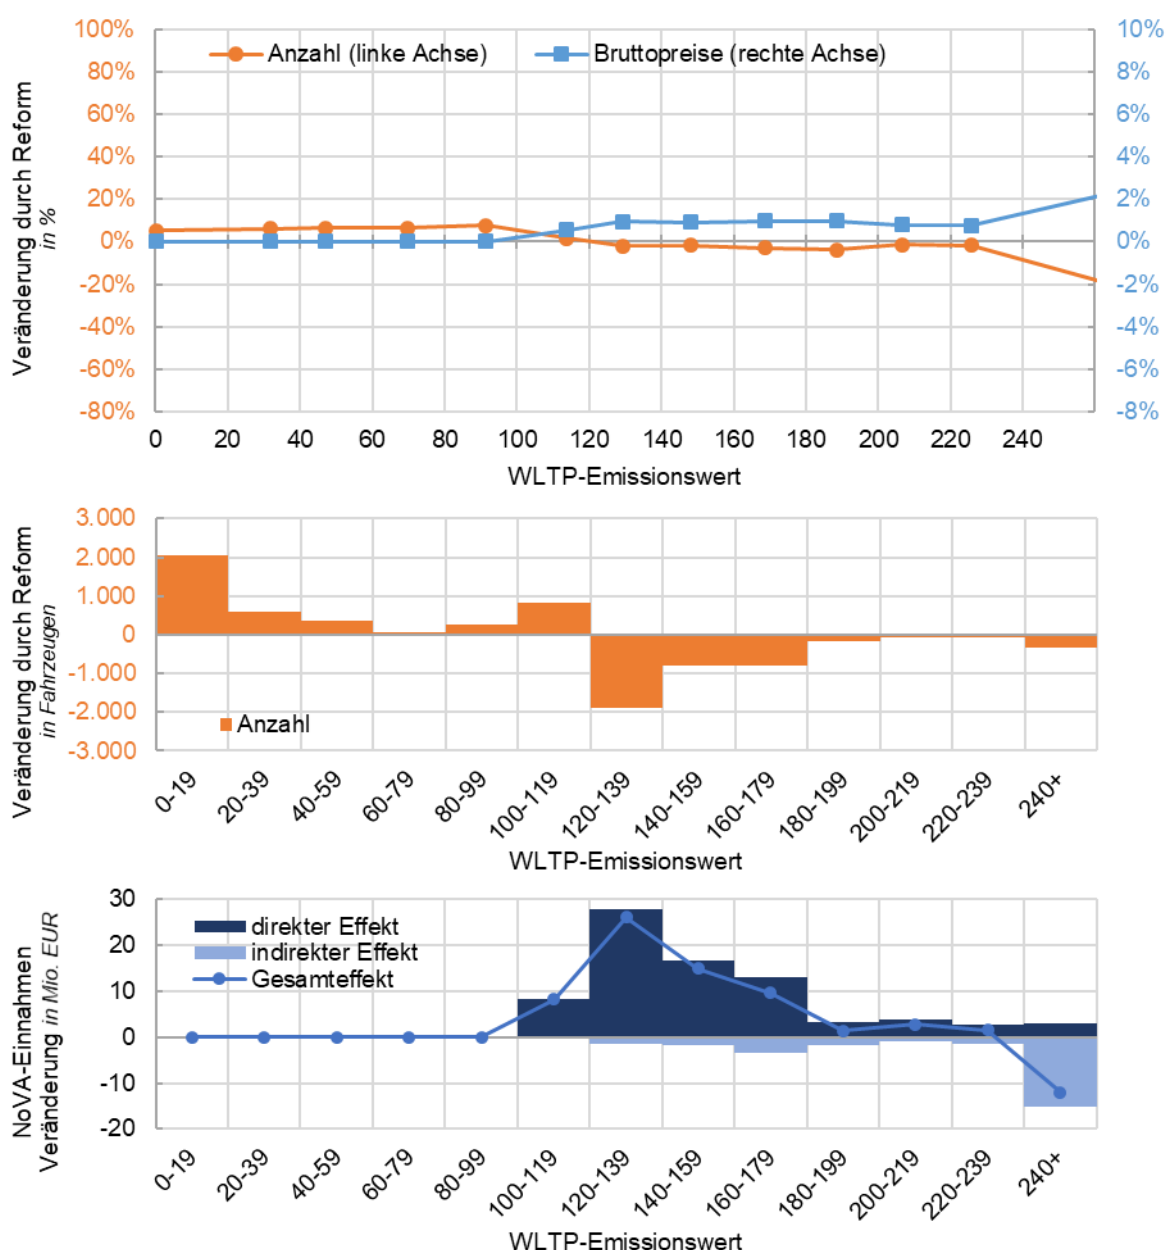 100% 10%
Anzahl (linke Achse) Bruttopreise (rechte Achse)
80% 8%
60% 6%
40% 4%
20% 2%
0% 0%
-20% -2%
-40% -4%
-60% -6%
-80% -8%
Veränderung durch Reform
in %
0 20 40 60 80 100 120 140 160 180 200 220 240
WLTP-Emissionswert
3.000
2.000
1.000
0
-1.000
-2.000
-3.000
Veränderung durch Reform
in Fahrzeugen
Anzahl
0-19 20-39 40-59 60-79 80-99 100-119 120-139 140-159 160-179 180-199 200-219 220-239 240+
WLTP-Emissionswert
30
20
10
0
-10
-20
NoVA-Einnahmen
Veränderung in Mio. EUR
direkter Effekt
indirekter Effekt
Gesamteffekt
0-19 20-39 40-59 60-79 80-99 100-119 120-139 140-159 160-179 180-199 200-219 220-239 240+
WLTP-Emissionswert